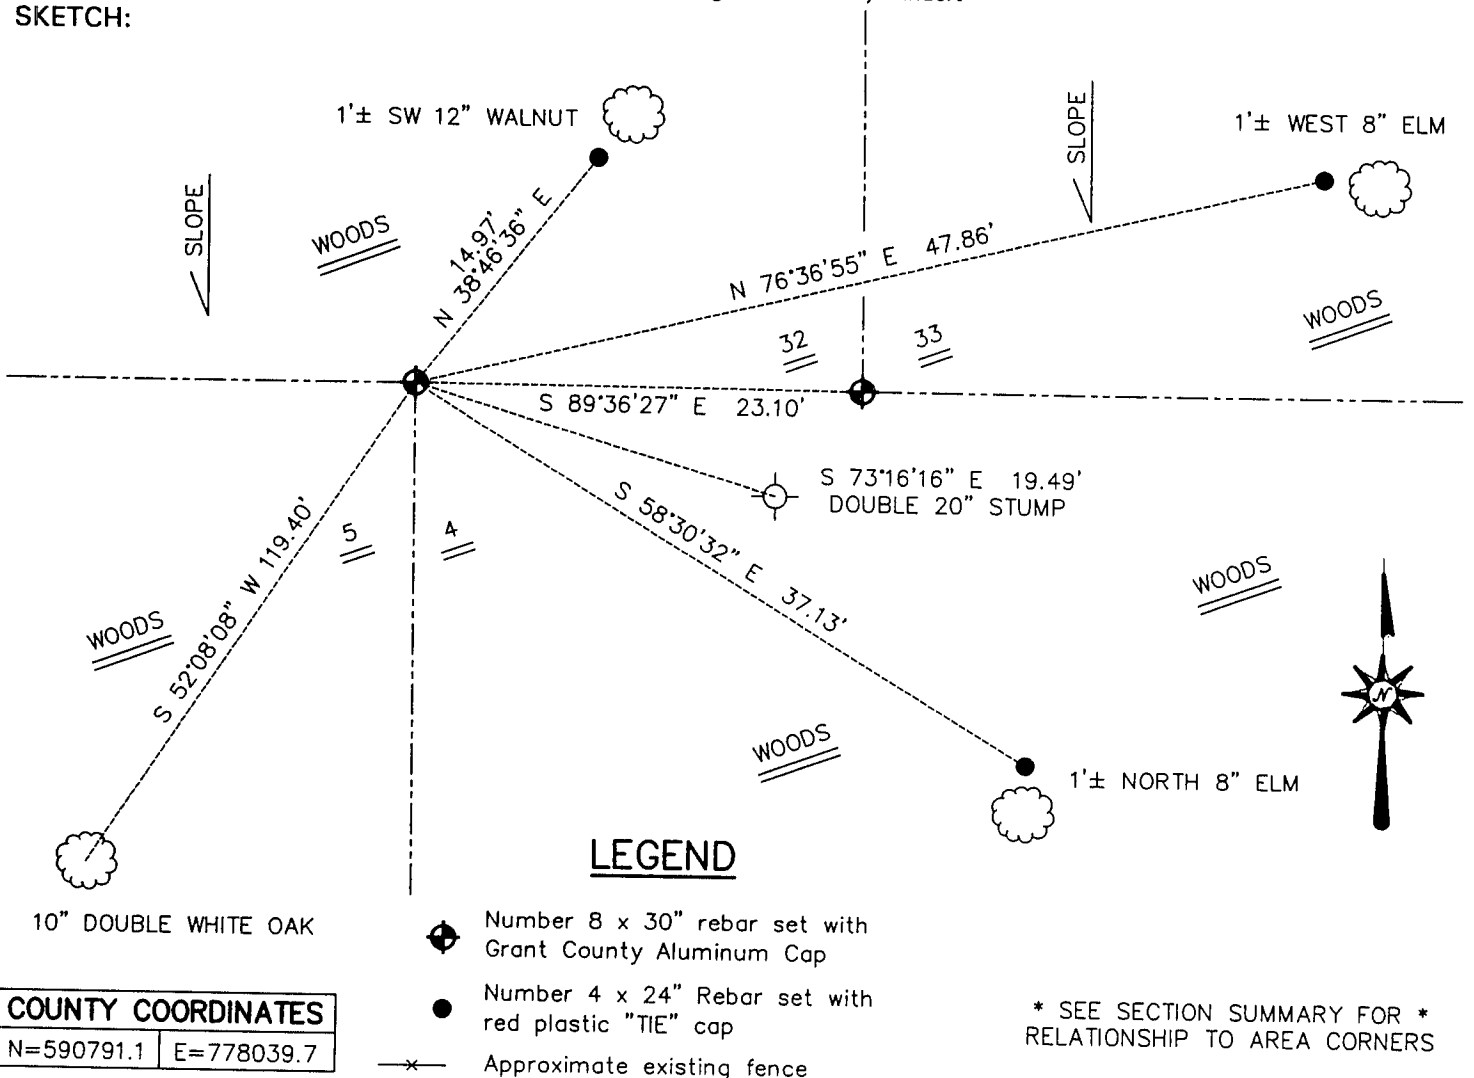 SKETCH:
1'± SW 12" WALNUT
SLOPE
1'± WEST 8" ELM
SLOPE
WOODS
14.97'
N 38°46'36" E
N 76°36'55" E 47.86'
WOODS
32
33
S 89°36'27" E 23.10'
S 73°16'16" E 19.49'
DOUBLE 20" STUMP
S 58°30'32" E 37.13'
5
4
S 52°08'08" W 119.40'
WOODS
WOODS
N
WOODS
1'± NORTH 8" ELM
10" DOUBLE WHITE OAK
LEGEND
Number 8 x 30" rebar set with
Grant County Aluminum Cap
Number 4 x 24" Rebar set with
red plastic "TIE" cap
Approximate existing fence
COUNTY COORDINATES
N=590791.1 E=778039.7
* SEE SECTION SUMMARY FOR *
RELATIONSHIP TO AREA CORNERS